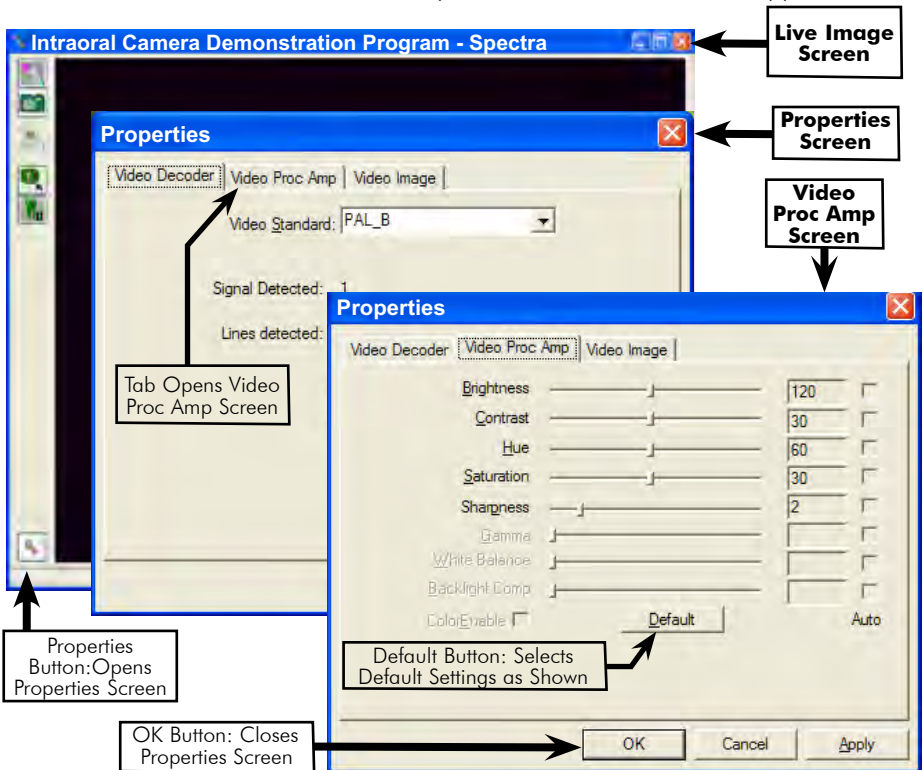 Intraoral Camera Demonstration Program - Spectra
Live Image
Screen
Properties
Properties
Screen
Video Decoder Video Proc Amp Video Image
Video Standard: PAL_B
Video
Proc Amp
Screen
Signal Detected: 1
Lines detected:
Tab Opens Video
Proc Amp Screen
Properties
Video Decoder Video Proc Amp Video Image
Brightness 120
Contrast 30
Hue 60
Saturation 30
Sharpness 2
Gamma
White Balance
Backlight Comp
ColorEnable Default Auto
Default Button: Selects
Default Settings as Shown
Properties
Button:Opens
Properties Screen
OK Button: Closes
Properties Screen
OK Cancel Apply